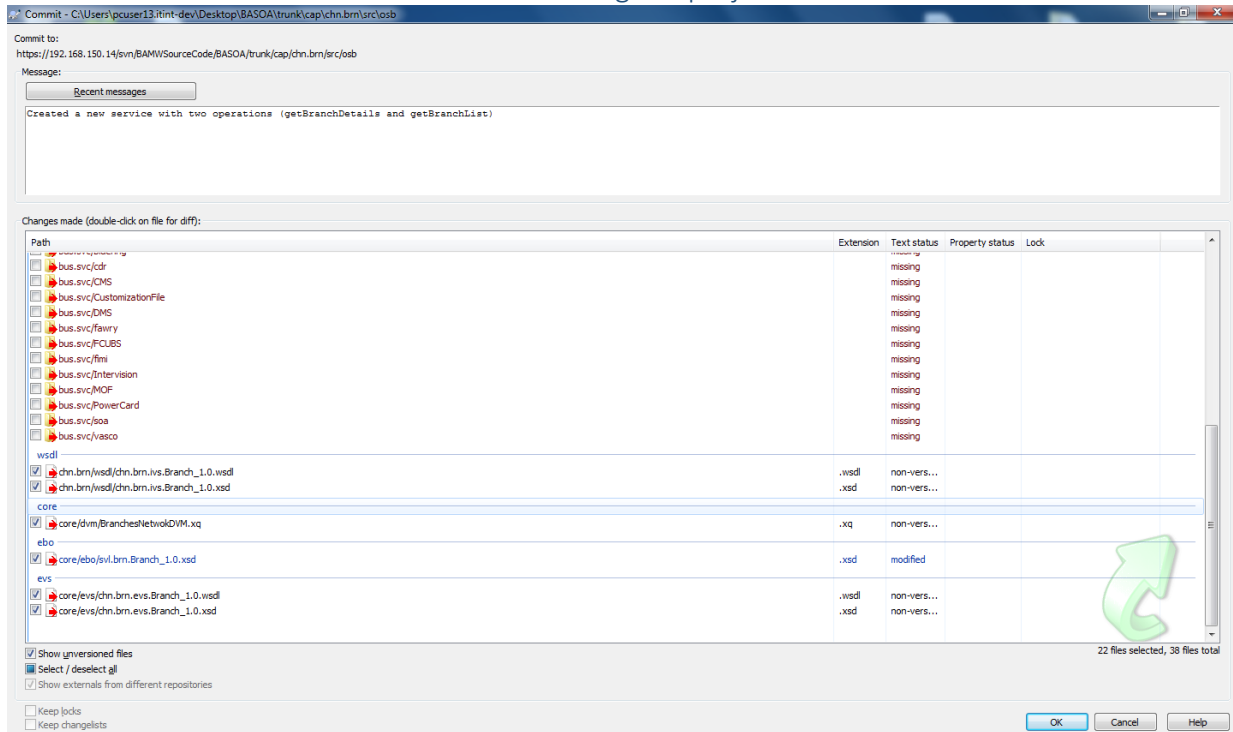 Commit - C:\Users\pcuser13.itint-dev\Desktop\BASOA\trunk\cap\chn.brn\src\osb
Commit to:
https://192.168.150.14/svn/BAMWSourceCode/BASOA/trunk/cap/chn.brn/src/osb
Message:
Recent messages
Created a new service with two operations (getBranchDetails and getBranchList)
Changes made (double-click on file for diff):
Path Extension Text status Property status Lock
bus.svc/cdr missing
bus.svc/CMS missing
bus.svc/CustomizationFile missing
bus.svc/DMS missing
bus.svc/fawry missing
bus.svc/FCUBS missing
bus.svc/fimi missing
bus.svc/Intervision missing
bus.svc/MOF missing
bus.svc/PowerCard missing
bus.svc/soa missing
bus.svc/vasco missing
wsdl
chn.brn/wsdl/chn.brn.ivs.Branch_1.0.wsdl .wsdl non-vers...
chn.brn/wsdl/chn.brn.ivs.Branch_1.0.xsd .xsd non-vers...
core
core/dvm/BranchesNetwokDVM.xq .xq non-vers...
ebo
core/ebo/svl.brn.Branch_1.0.xsd .xsd modified
evs
core/evs/chn.brn.evs.Branch_1.0.wsdl .wsdl non-vers...
core/evs/chn.brn.evs.Branch_1.0.xsd .xsd non-vers...
Show unversioned files
22 files selected, 38 files total
Select / deselect all
Show externals from different repositories
Keep locks
Keep changelists
OK Cancel Help